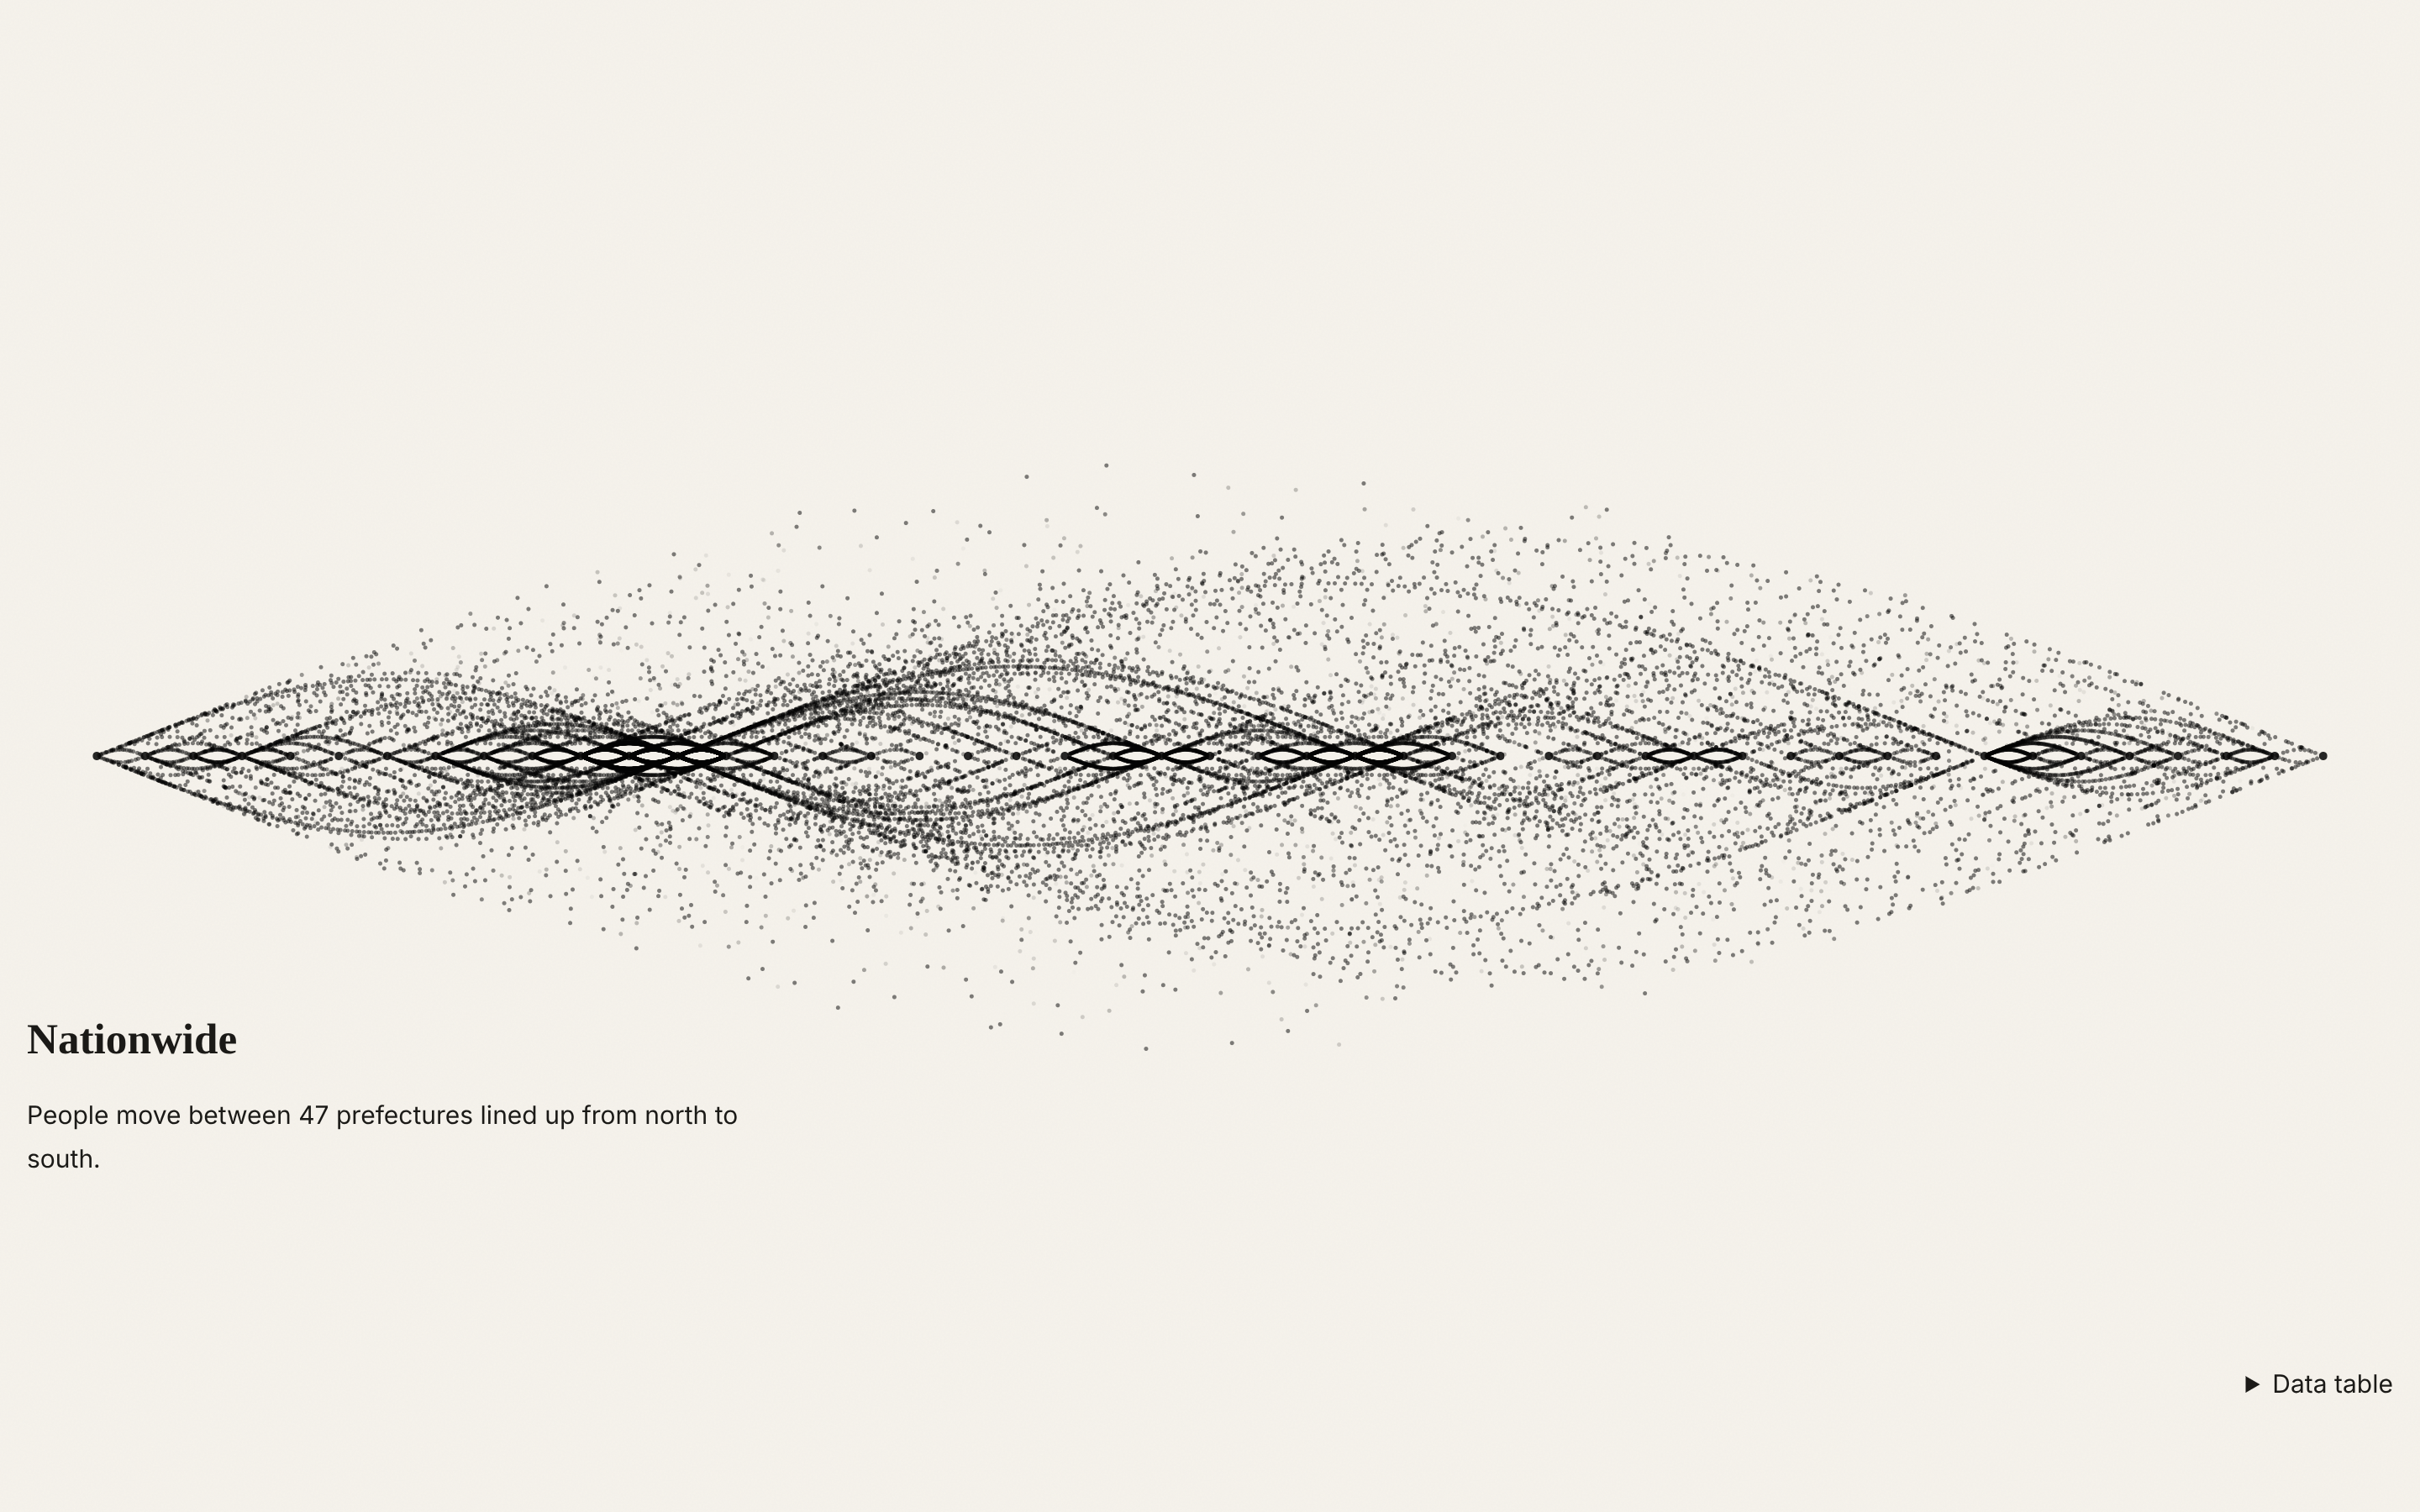 Nationwide
People move between 47 prefectures lined up from north to
south.
Data table